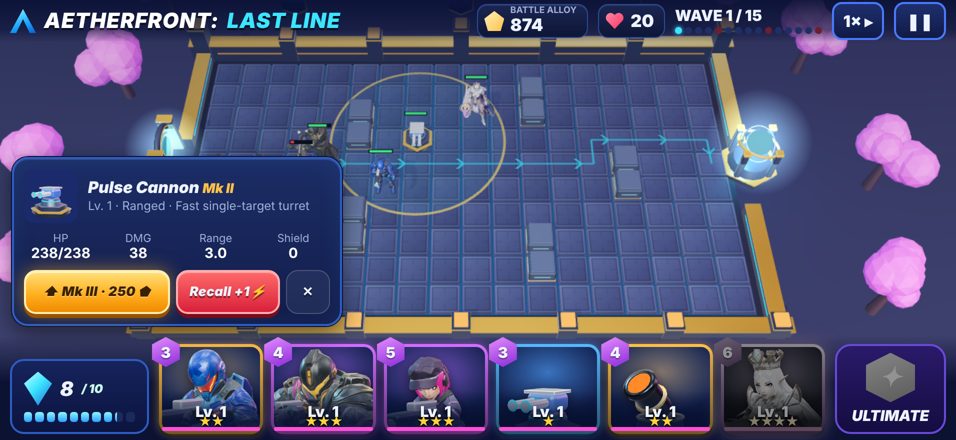 AETHERFRONT: LAST LINE
BATTLE ALLOY
874
20
WAVE 1 / 15
1×▸
Pulse Cannon Mk II
Lv. 1 · Ranged · Fast single-target turret
HP DMG Range Shield
238/238 38 3.0 0
Mk III · 250
Recall +1⚡
×
8 / 10
3
Lv. 1
4
Lv. 1
5
Lv. 1
3
Lv. 1
4
Lv. 1
6
Lv. 1
ULTIMATE